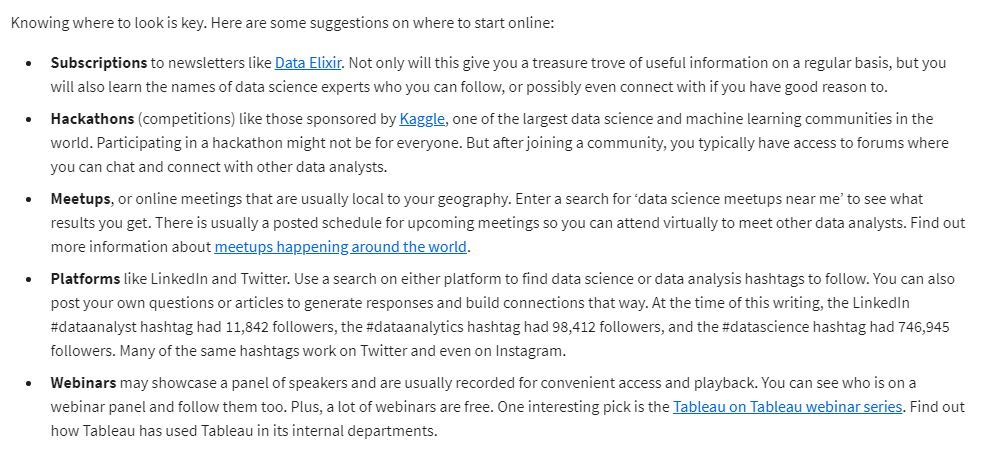 Knowing where to look is key. Here are some suggestions on where to start online:
• Subscriptions to newsletters like Data Elixir. Not only will this give you a treasure trove of useful information on a regular basis, but you
will also learn the names of data science experts who you can follow, or possibly even connect with if you have good reason to.
• Hackathons (competitions) like those sponsored by Kaggle, one of the largest data science and machine learning communities in the
world. Participating in a hackathon might not be for everyone. But after joining a community, you typically have access to forums where
you can chat and connect with other data analysts.
• Meetups, or online meetings that are usually local to your geography. Enter a search for ‘data science meetups near me’ to see what
results you get. There is usually a posted schedule for upcoming meetings so you can attend virtually to meet other data analysts. Find out
more information about meetups happening around the world.
• Platforms like LinkedIn and Twitter. Use a search on either platform to find data science or data analysis hashtags to follow. You can also
post your own questions or articles to generate responses and build connections that way. At the time of this writing, the LinkedIn
#dataanalyst hashtag had 11,842 followers, the #dataanalytics hashtag had 98,412 followers, and the #datascience hashtag had 746,945
followers. Many of the same hashtags work on Twitter and even on Instagram.
• Webinars may showcase a panel of speakers and are usually recorded for convenient access and playback. You can see who is on a
webinar panel and follow them too. Plus, a lot of webinars are free. One interesting pick is the Tableau on Tableau webinar series. Find out
how Tableau has used Tableau in its internal departments.